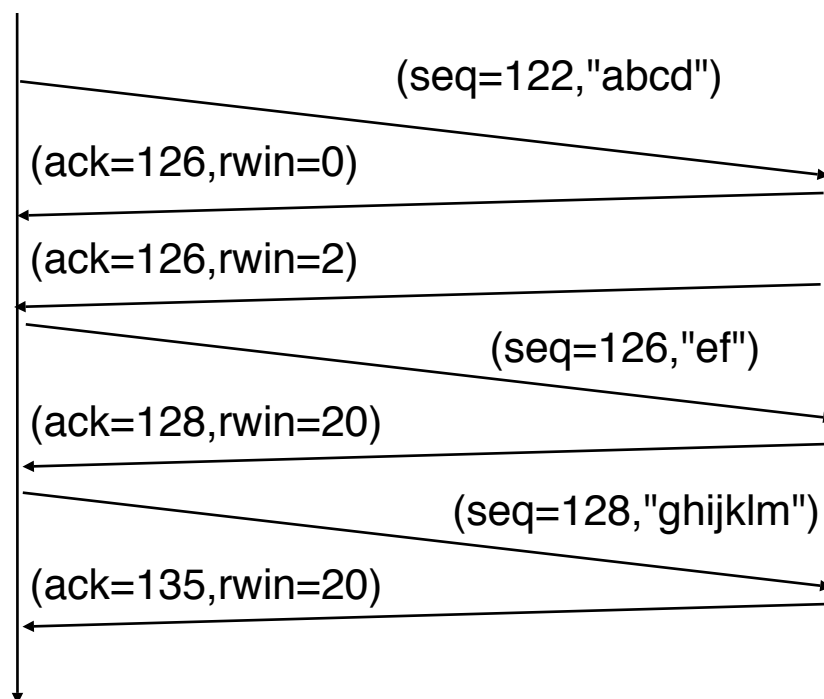 (seq=122,"abcd")
(ack=126,rwin=0)
(ack=126,rwin=2)
(seq=126,"ef")
(ack=128,rwin=20)
(seq=128,"ghijklm")
(ack=135,rwin=20)